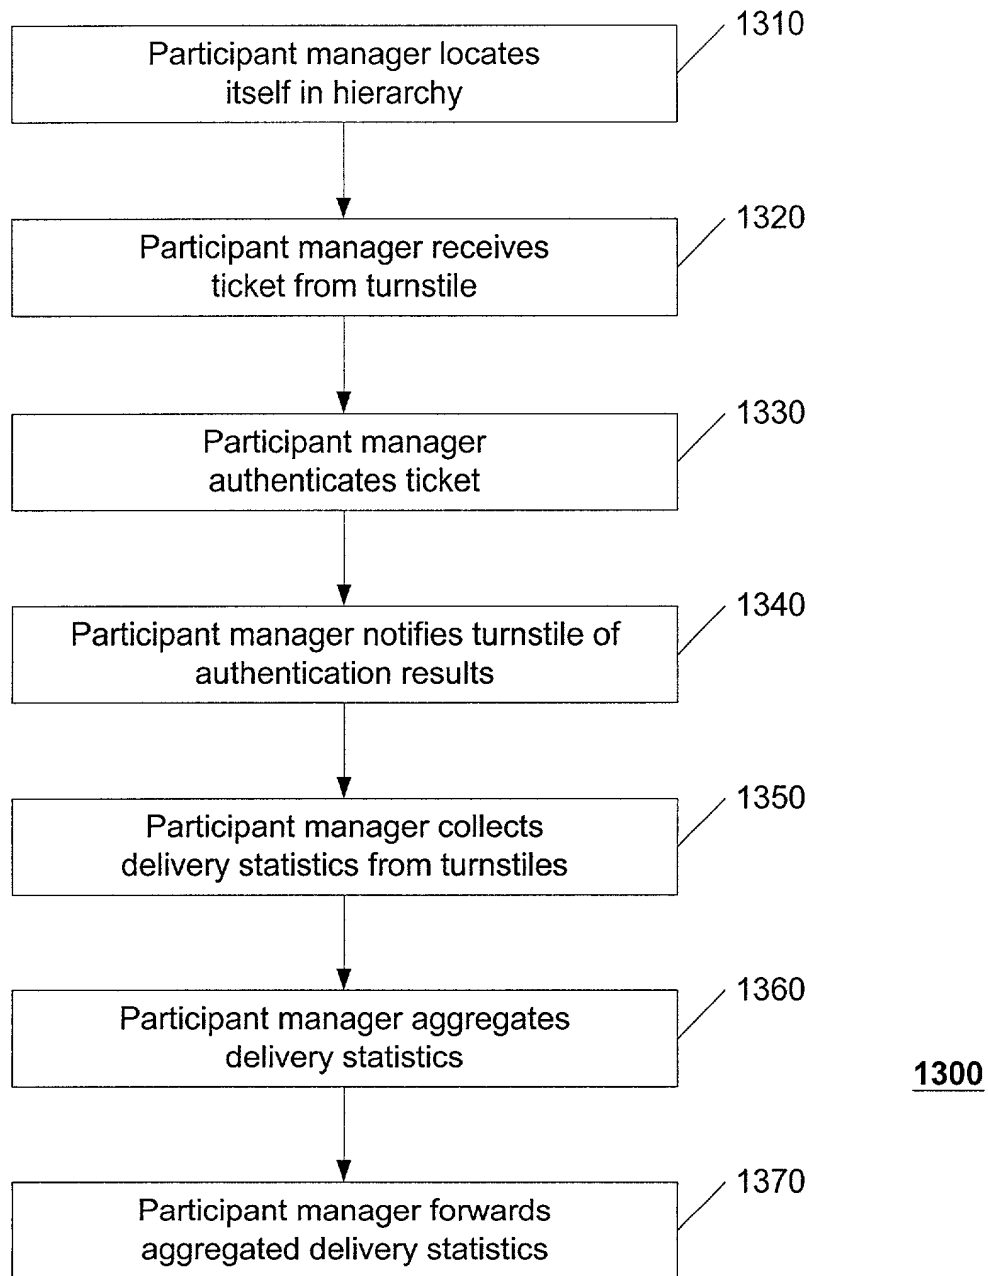 1310
Participant manager locates
itself in hierarchy
1320
Participant manager receives
ticket from turnstile
1330
Participant manager
authenticates ticket
1340
Participant manager notifies turnstile of
authentication results
1350
Participant manager collects
delivery statistics from turnstiles
1360
Participant manager aggregates
delivery statistics
1300
1370
Participant manager forwards
aggregated delivery statistics